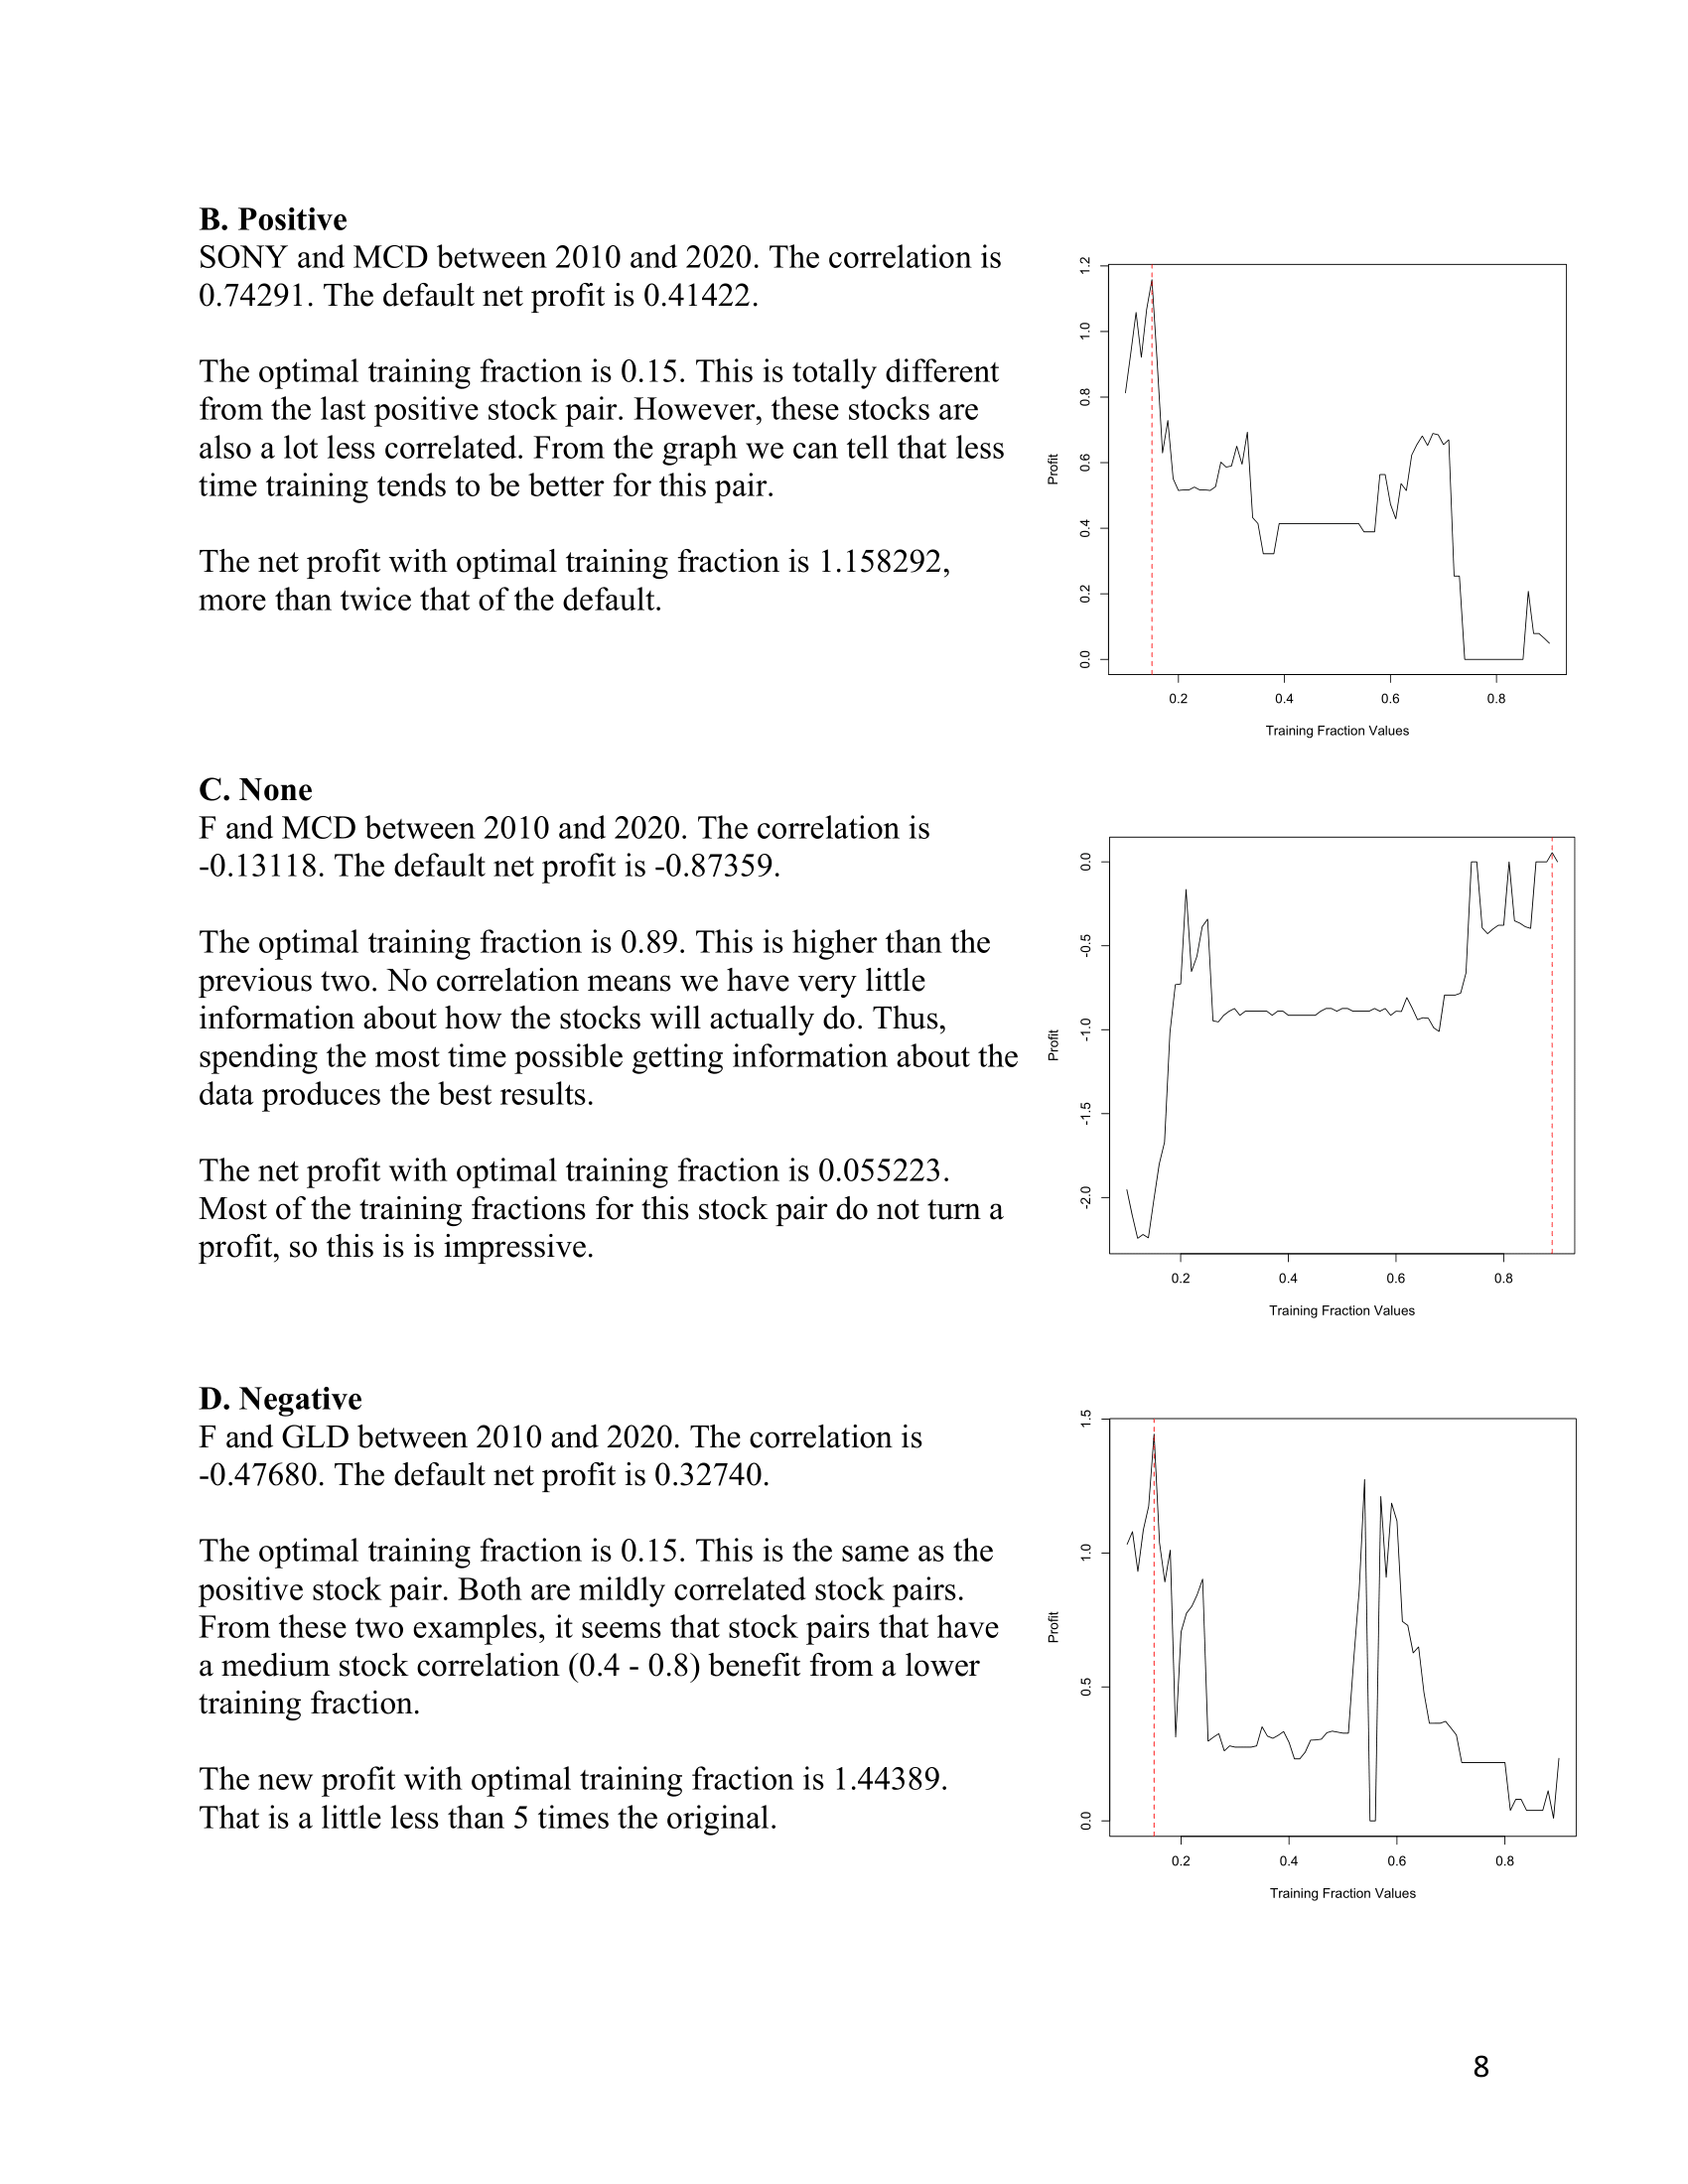 B. Positive
SONY and MCD between 2010 and 2020. The correlation is
0.74291. The default net profit is 0.41422.
The optimal training fraction is 0.15. This is totally different
from the last positive stock pair. However, these stocks are
also a lot less correlated. From the graph we can tell that less
time training tends to be better for this pair.
The net profit with optimal training fraction is 1.158292,
more than twice that of the default.
Profit
1.2
1.0
0.8
0.6
0.4
0.2
0.0
0.2 0.4 0.6 0.8
Training Fraction Values
C. None
F and MCD between 2010 and 2020. The correlation is
-0.13118. The default net profit is -0.87359.
The optimal training fraction is 0.89. This is higher than the
previous two. No correlation means we have very little
information about how the stocks will actually do. Thus,
spending the most time possible getting information about the
data produces the best results.
The net profit with optimal training fraction is 0.055223.
Most of the training fractions for this stock pair do not turn a
profit, so this is is impressive.
Profit
0.0
-0.5
-1.0
-1.5
-2.0
0.2 0.4 0.6 0.8
Training Fraction Values
D. Negative
F and GLD between 2010 and 2020. The correlation is
-0.47680. The default net profit is 0.32740.
The optimal training fraction is 0.15. This is the same as the
positive stock pair. Both are mildly correlated stock pairs.
From these two examples, it seems that stock pairs that have
a medium stock correlation (0.4 - 0.8) benefit from a lower
training fraction.
The new profit with optimal training fraction is 1.44389.
That is a little less than 5 times the original.
Profit
1.5
1.0
0.5
0.0
0.2 0.4 0.6 0.8
Training Fraction Values
8